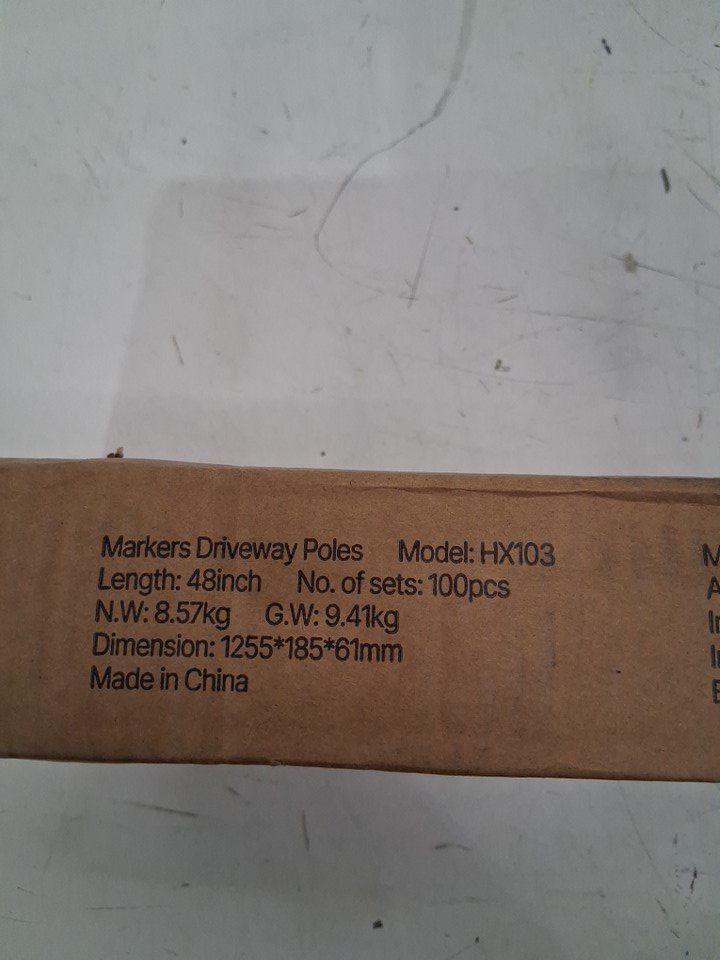 Markers Driveway Poles Model: HX103
Length: 48inch No. of sets: 100pcs
N.W: 8.57kg G.W: 9.41kg
Dimension: 1255*185*61mm
Made in China